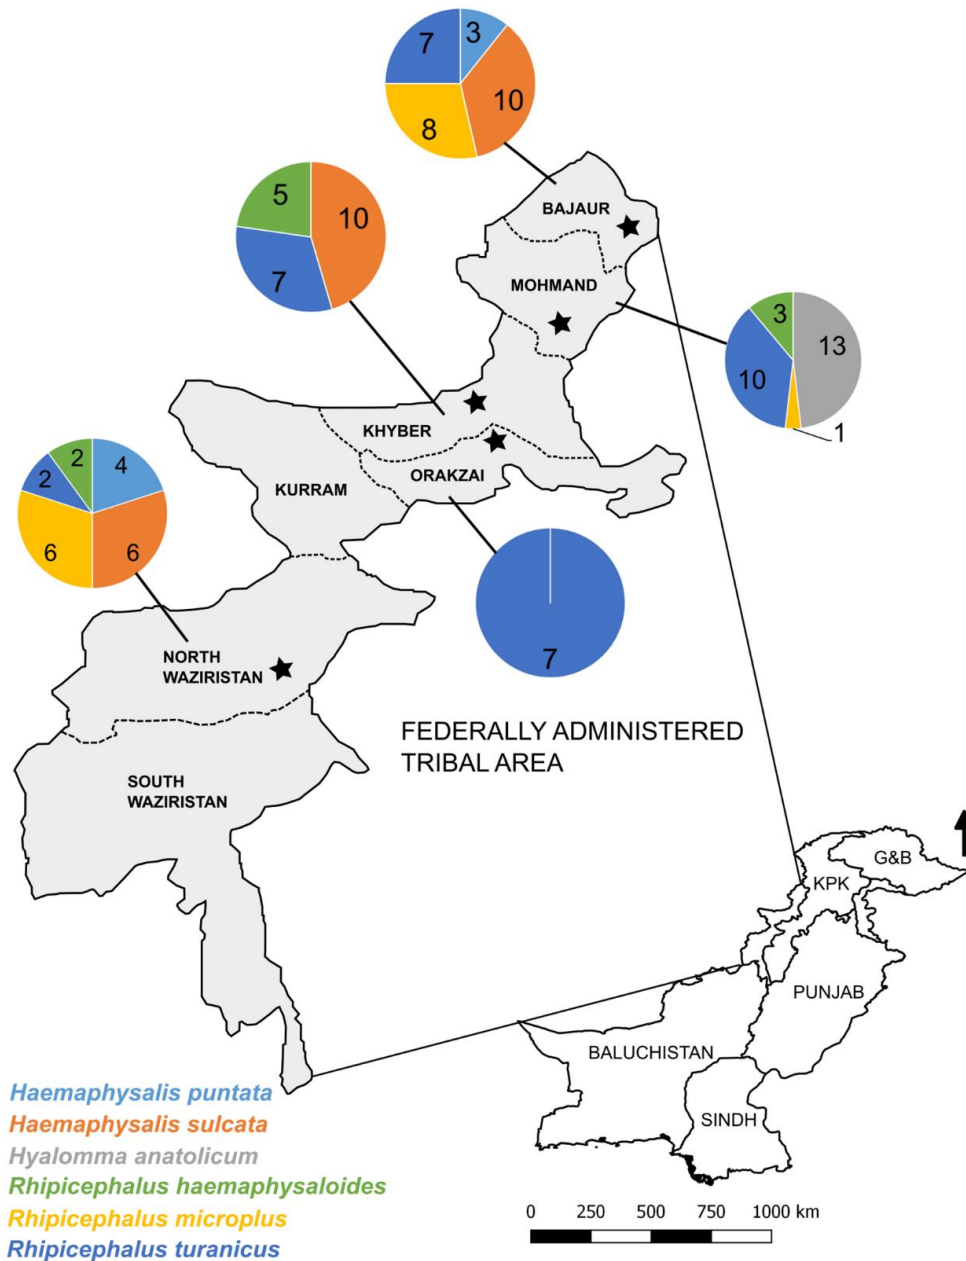 7
3
10
8
5
10
7
BAJAUR
MOHMAND
3
13
10
1
KHYBER
ORAKZAI
KURRAM
2
4
2
6
6
7
NORTH
WAZIRISTAN
FEDERALLY ADMINISTERED
TRIBAL AREA
SOUTH
WAZIRISTAN
G&B
KPK
PUNJAB
BALUCHISTAN
SINDH
Haemaphysalis puntata
Haemaphysalis sulcata
Hyalomma anatolicum
Rhipicephalus haemaphysaloides
Rhipicephalus microplus
Rhipicephalus turanicus
0 250 500 750 1000 km